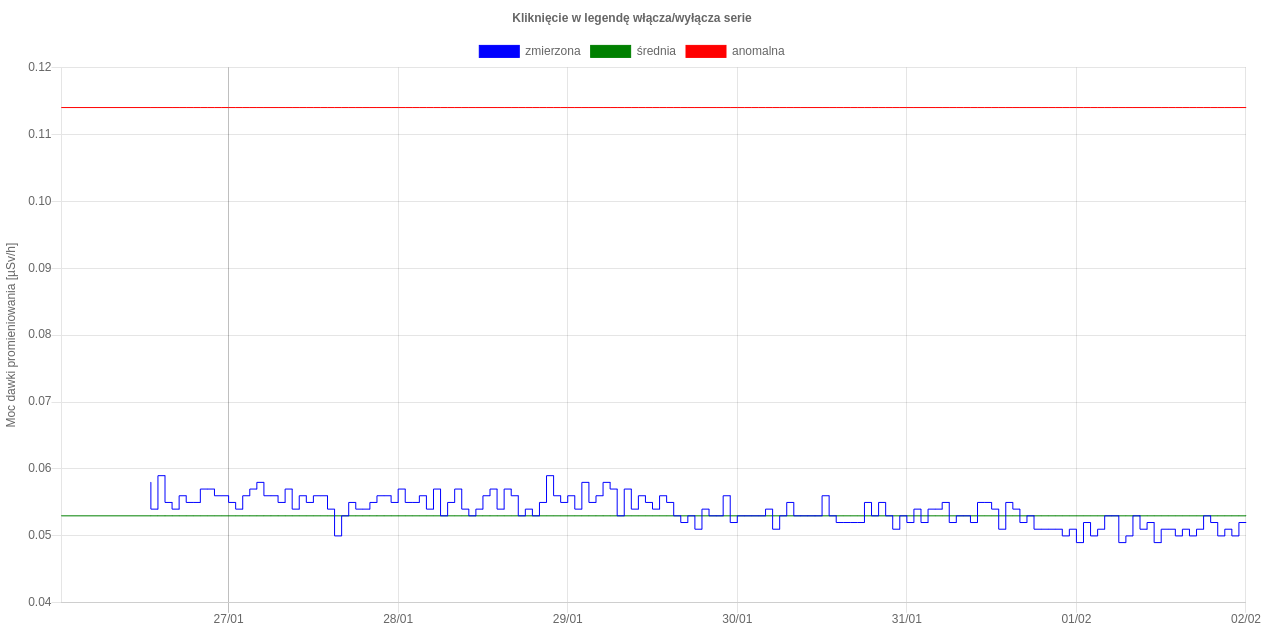 Kliknięcie w legendę włącza/wyłącza serie
zmierzona średnia anomalna
Moc dawki promieniowania [µSv/h]
0.12
0.11
0.10
0.09
0.08
0.07
0.06
0.05
0.04
27/01 28/01 29/01 30/01 31/01 01/02 02/02